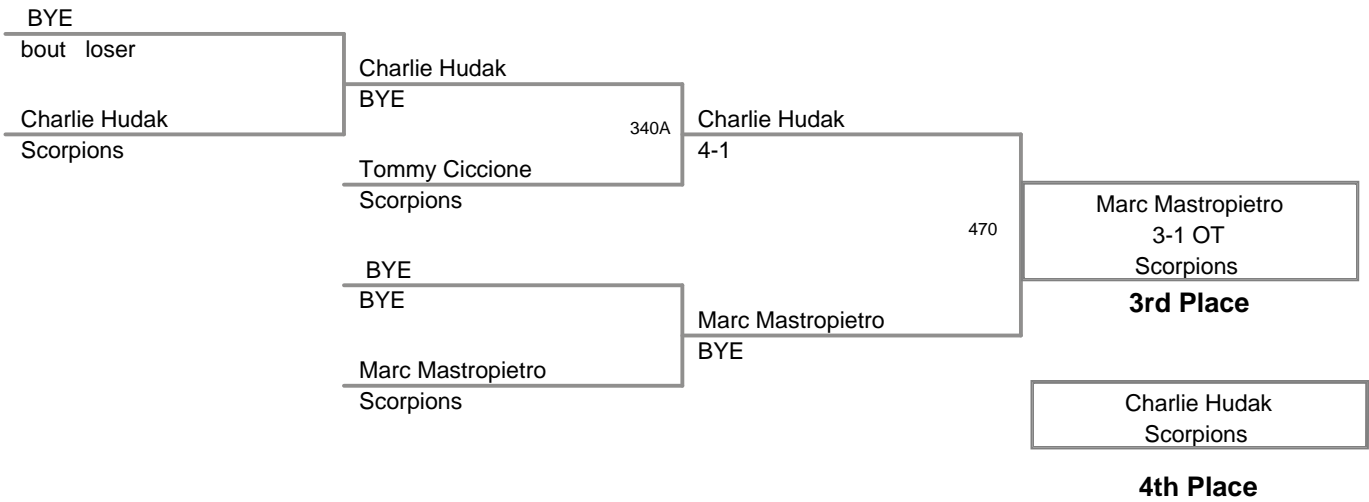 BYE
bout loser
Charlie Hudak
Scorpions
Charlie Hudak
BYE
340A
Tommy Ciccione
Scorpions
BYE
BYE
Marc Mastropietro
Scorpions
Charlie Hudak
4-1
470
Marc Mastropietro
BYE
Marc Mastropietro
3-1 OT
Scorpions
3rd Place
Charlie Hudak
Scorpions
4th Place